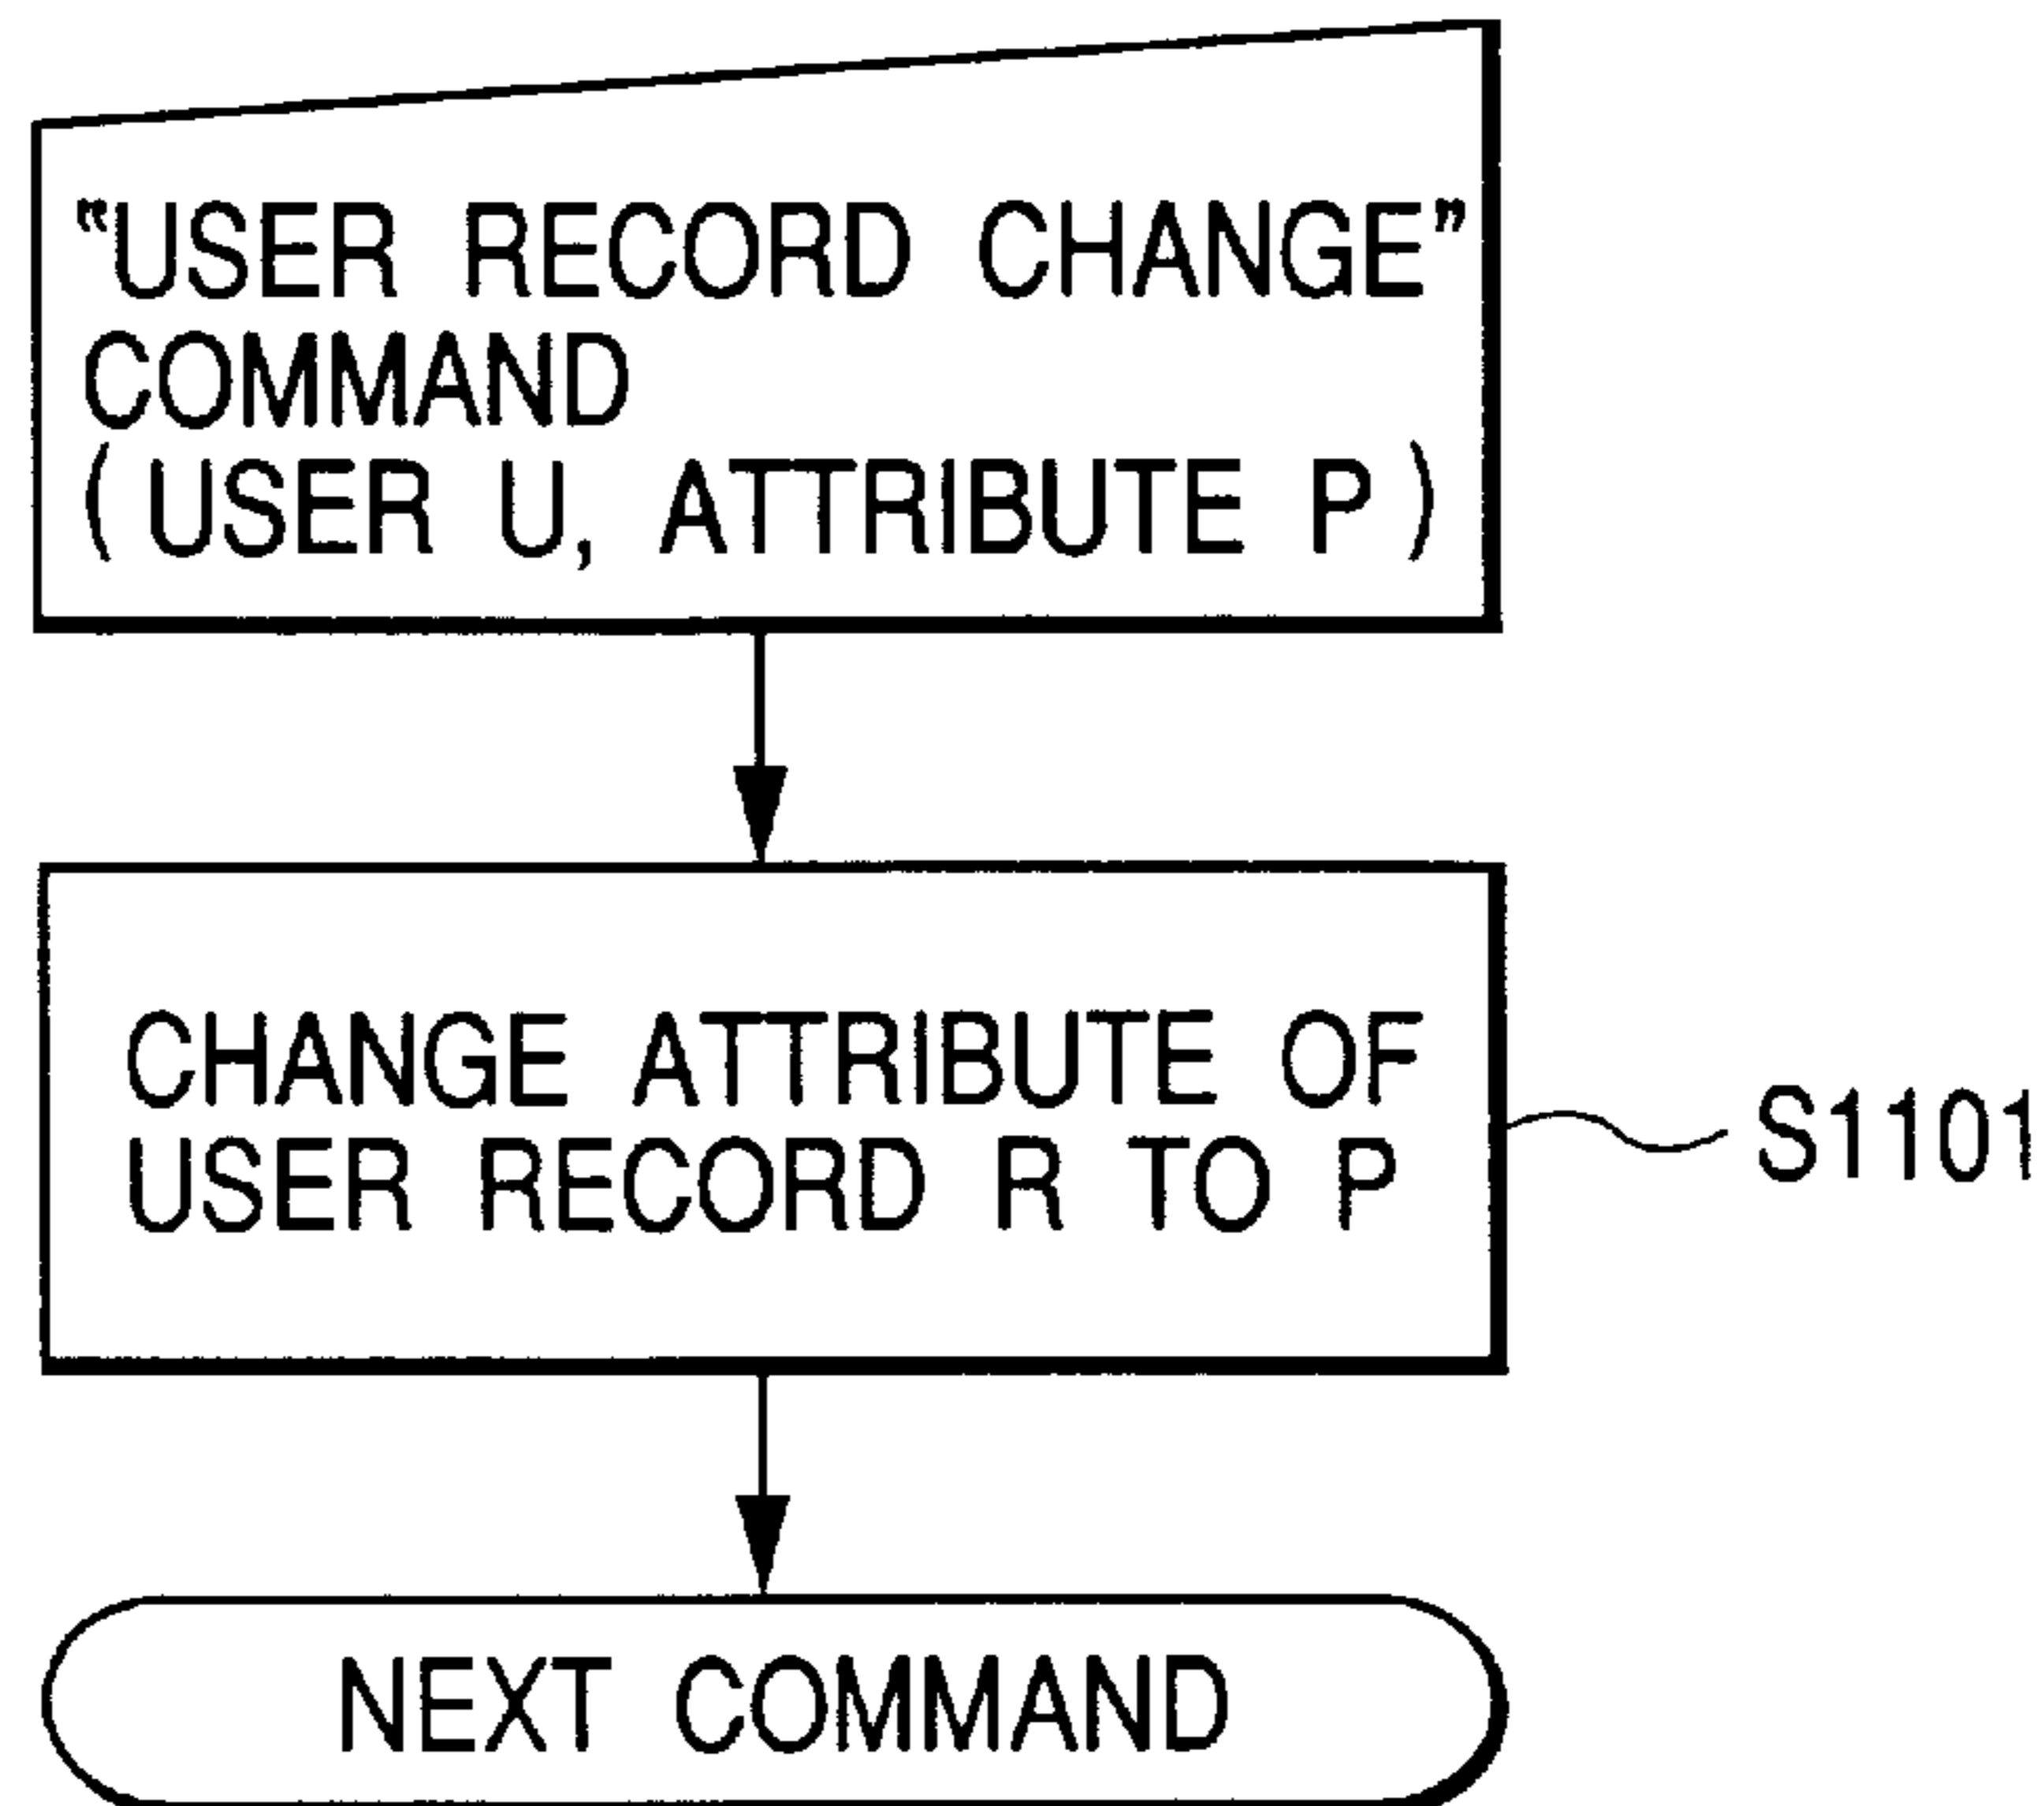 "USER RECORD CHANGE"
COMMAND
(USER U, ATTRIBUTE P)
CHANGE ATTRIBUTE OF
USER RECORD R TO P
S1101
NEXT COMMAND